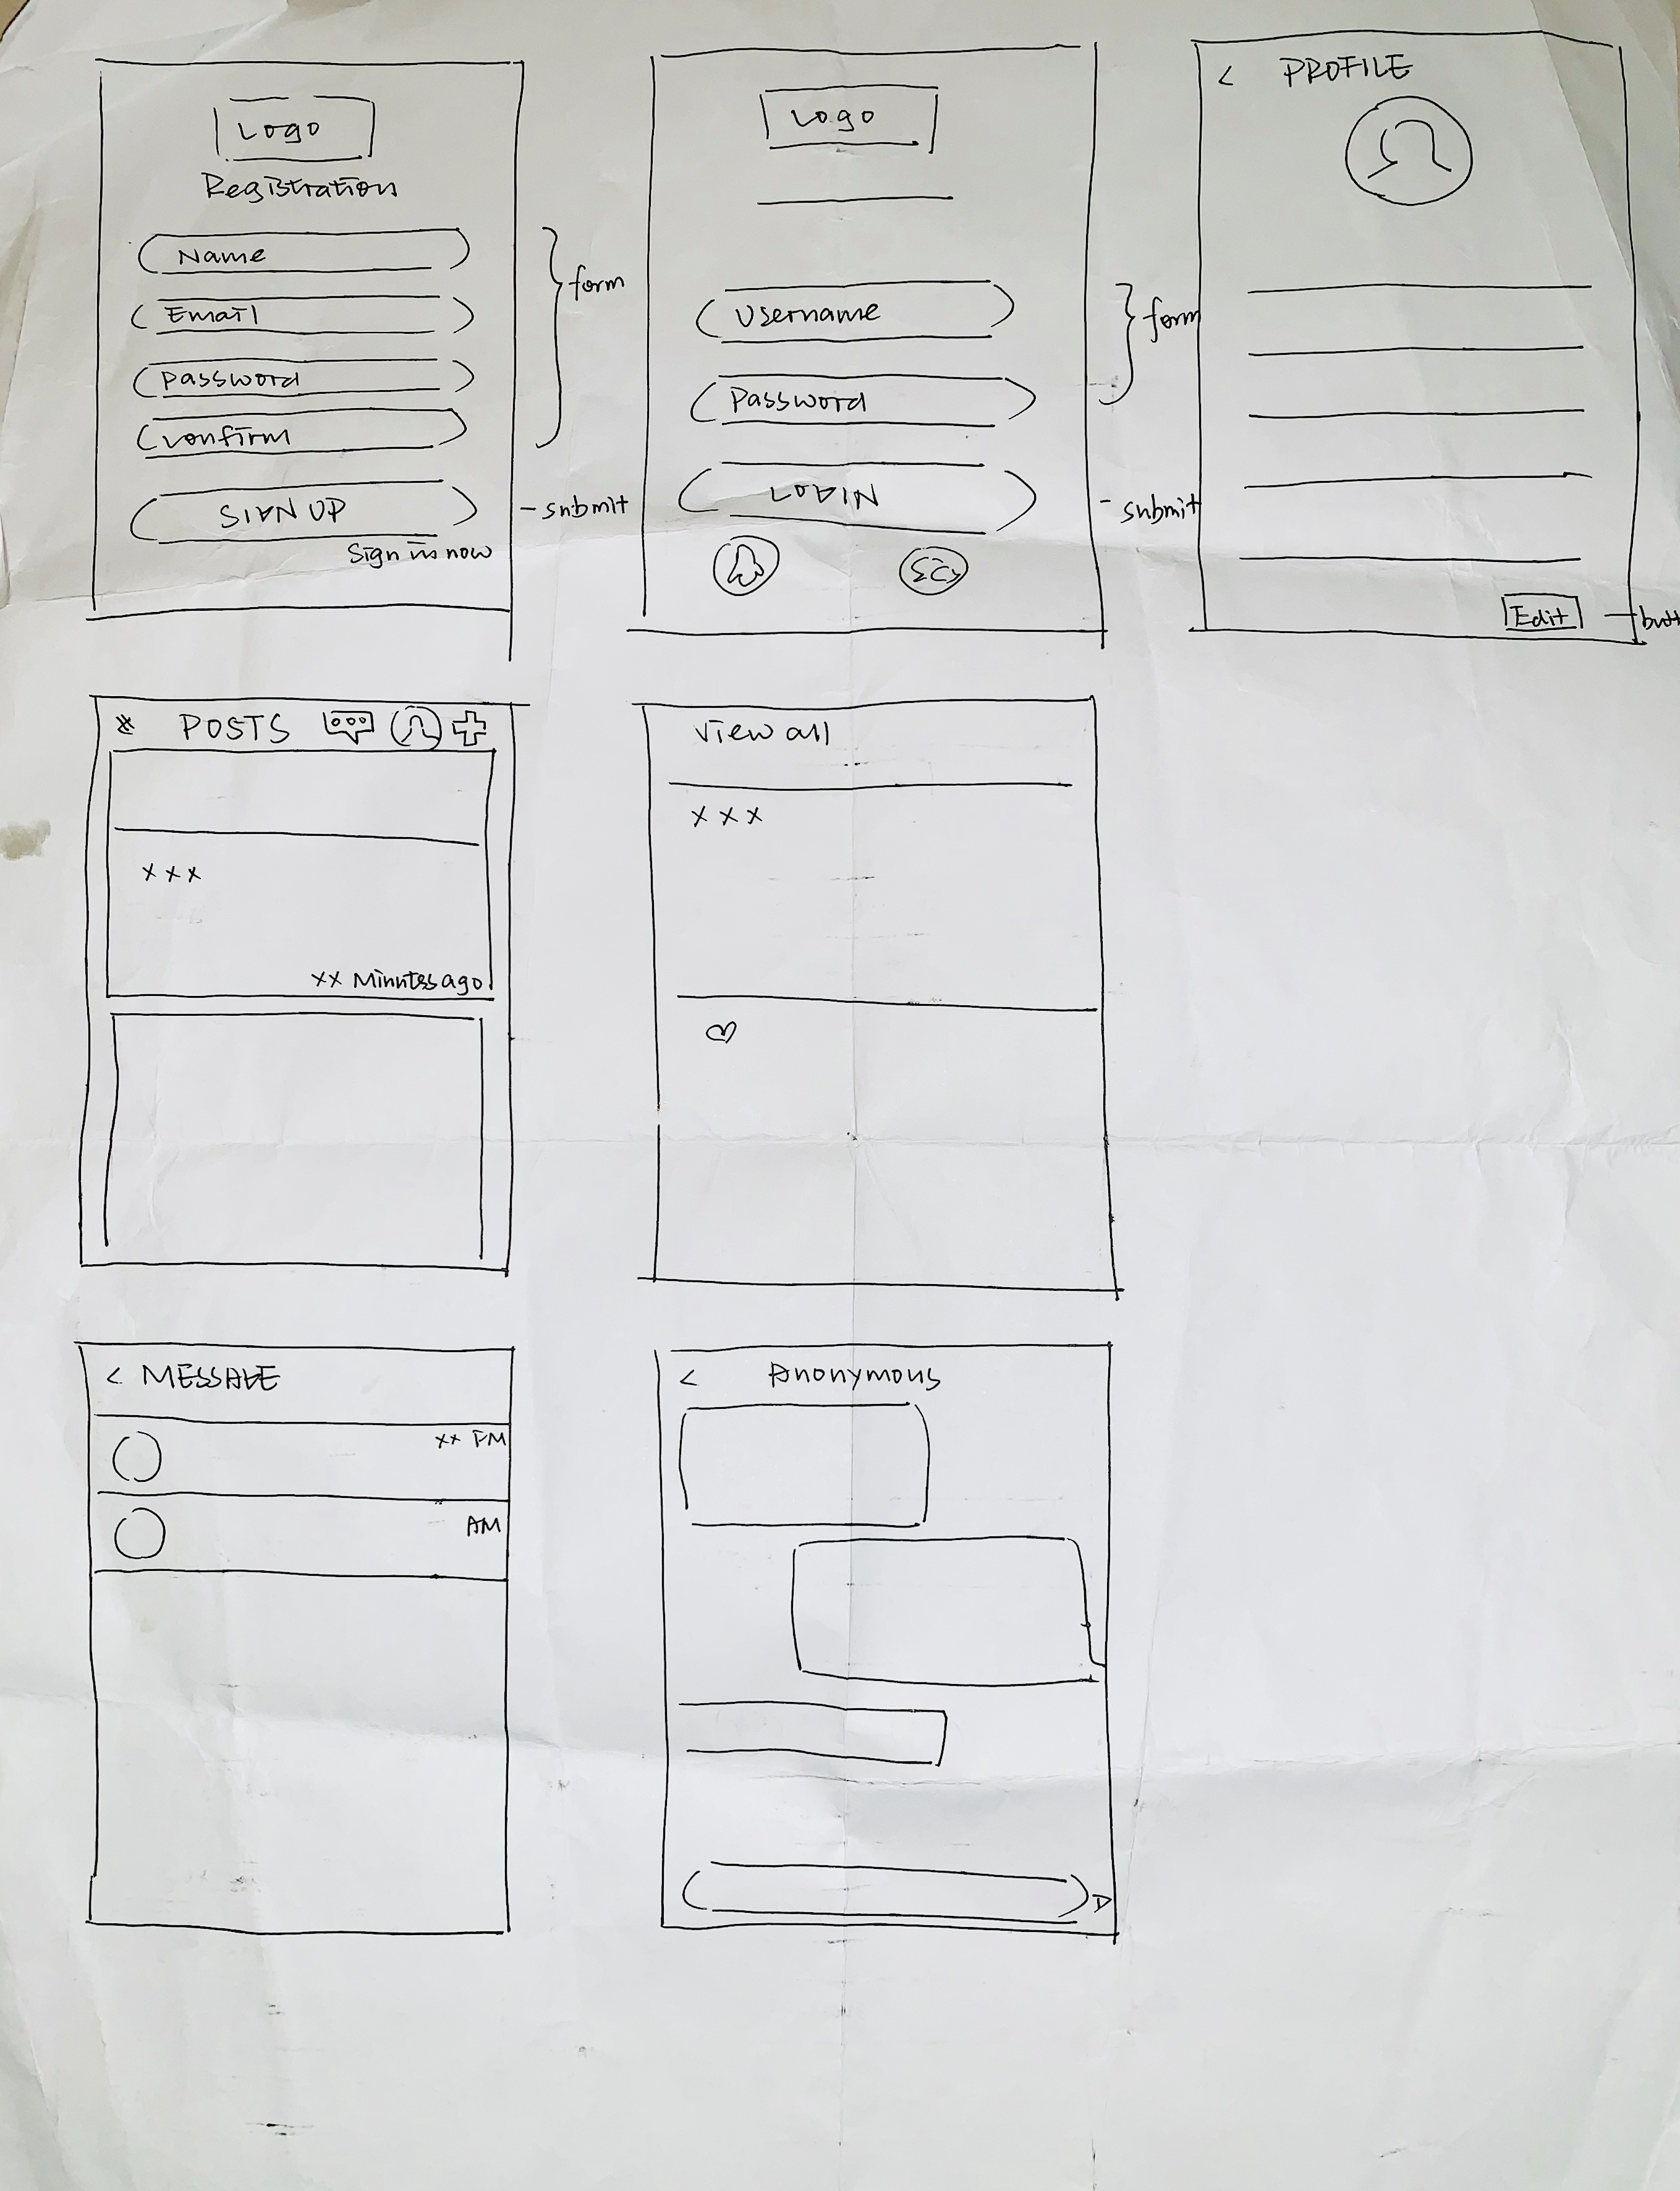 Logo
Registration
Name
Email
Password
Confirm
SIGN UP
Sign in now
form
-submit
Logo
Username
Password
LOGIN
form
-submit
< PROFILE
Edit
POSTS
xxx
xx Minutes ago
View all
xxx
< MESSAGE
xx PM
AM
< Anonymous